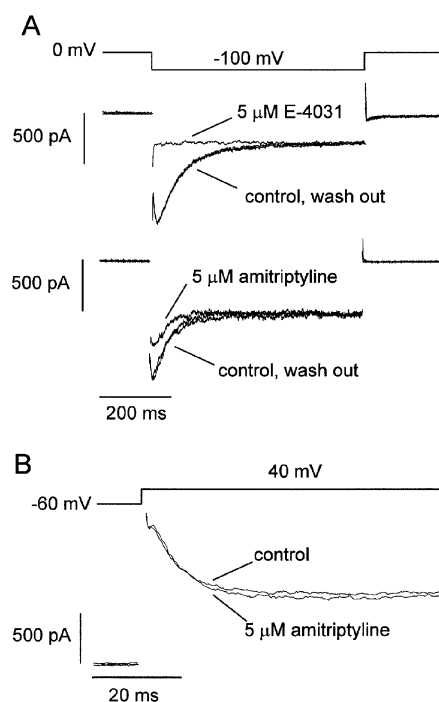 A
0 mV
-100 mV
5 µM E-4031
500 pA
control, wash out
500 pA
5 µM amitriptyline
control, wash out
200 ms
B
40 mV
-60 mV
control
500 pA
5 µM amitriptyline
20 ms